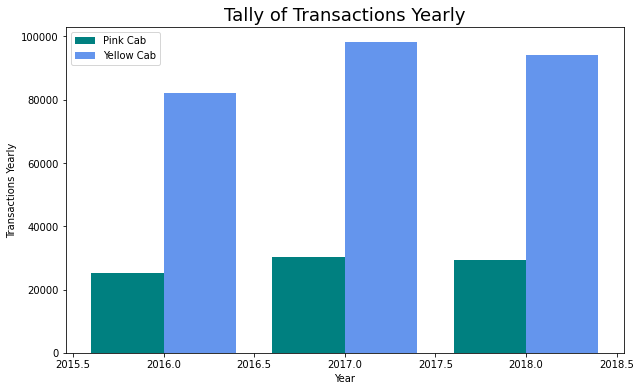 Tally of Transactions Yearly
Pink Cab
Yellow Cab
100000
80000
60000
40000
20000
0
Transactions Yearly
2015.5 2016.0 2016.5 2017.0 2017.5 2018.0 2018.5
Year